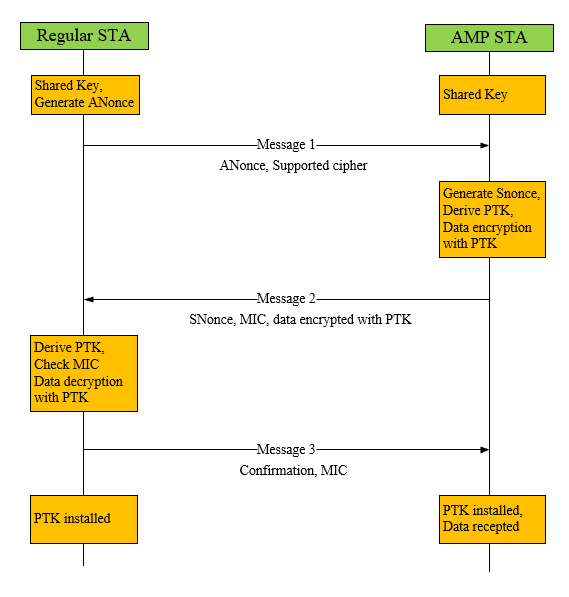 Regular STA
AMP STA
Shared Key,
Generate ANonce
Shared Key
Message 1
ANonce, Supported cipher
Generate Snonce,
Derive PTK,
Data encryption
with PTK
Message 2
SNonce, MIC, data encrypted with PTK
Derive PTK,
Check MIC
Data decryption
with PTK
Message 3
Confirmation, MIC
PTK installed
PTK installed,
Data recepted